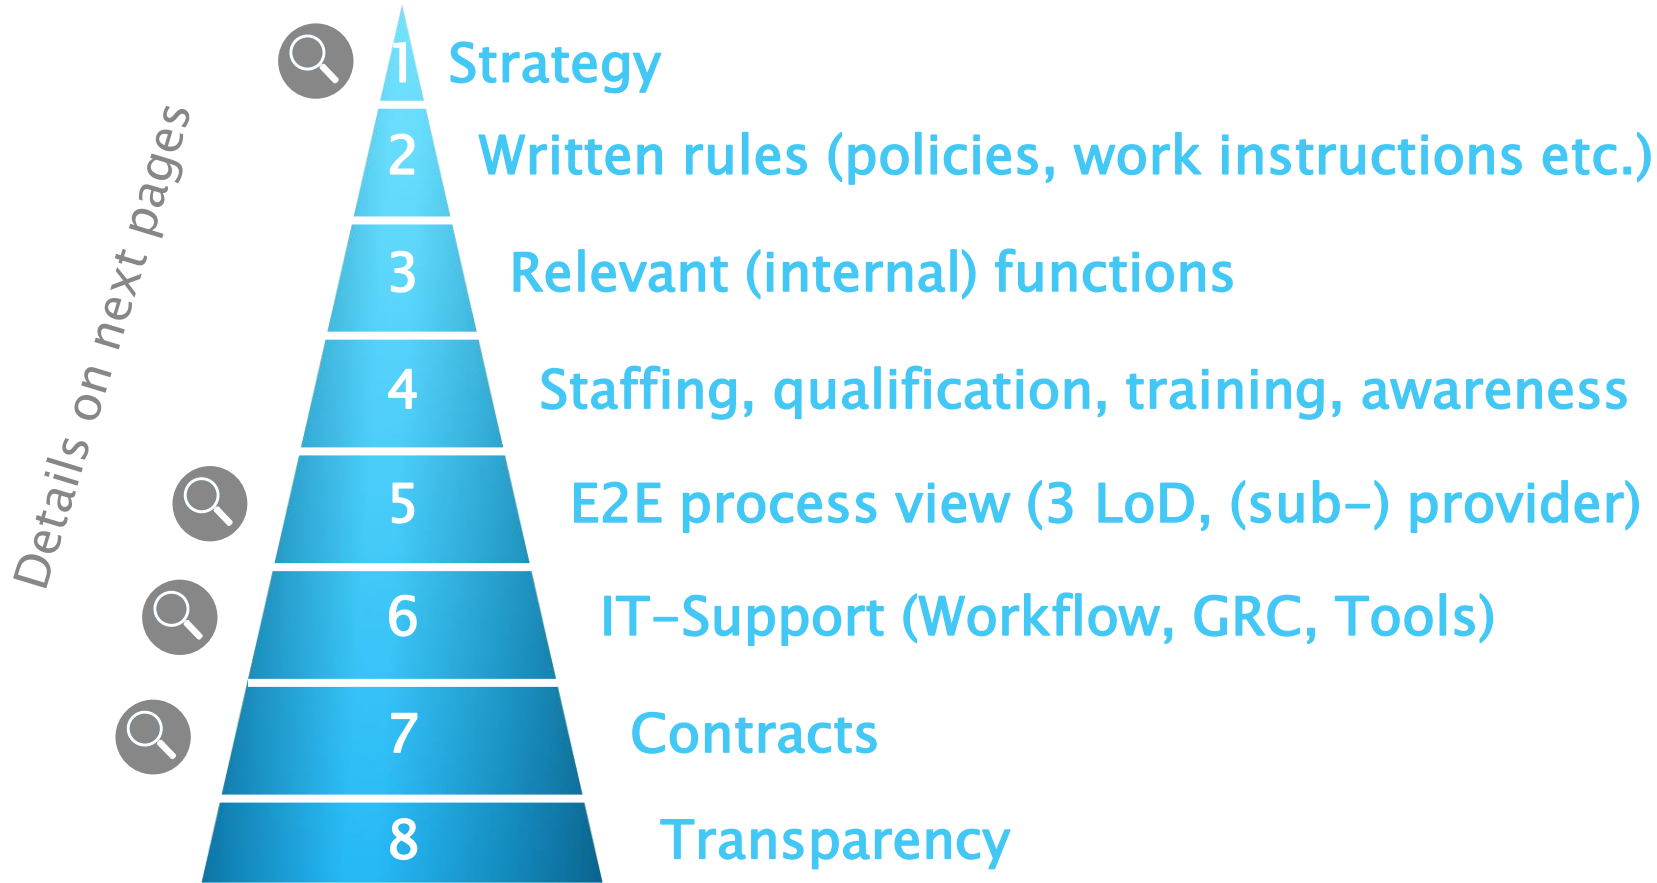 1 Strategy
2 Written rules (policies, work instructions etc.)
3 Relevant (internal) functions
4 Staffing, qualification, training, awareness
5 E2E process view (3 LoD, (sub-) provider)
6 IT-Support (Workflow, GRC, Tools)
7 Contracts
8 Transparency
Details on next pages